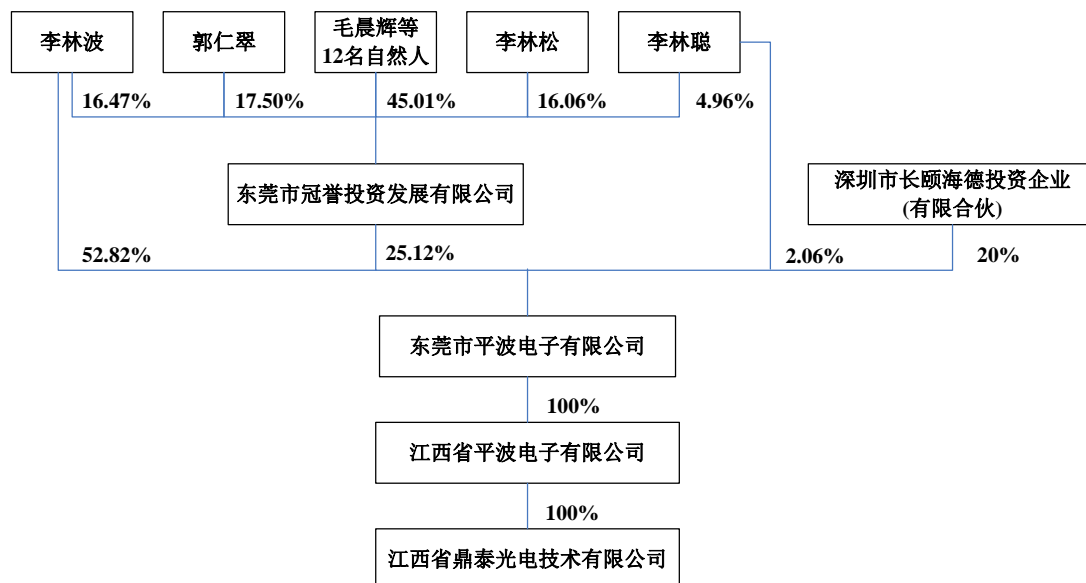 李林波
郭仁翠
毛晨辉等
12名自然人
李林松
李林聪
16.47%
17.50%
45.01%
16.06%
4.96%
东莞市冠誉投资发展有限公司
深圳市长颐海德投资企业
(有限合伙)
52.82%
25.12%
2.06%
20%
东莞市平波电子有限公司
100%
江西省平波电子有限公司
100%
江西省鼎泰光电技术有限公司